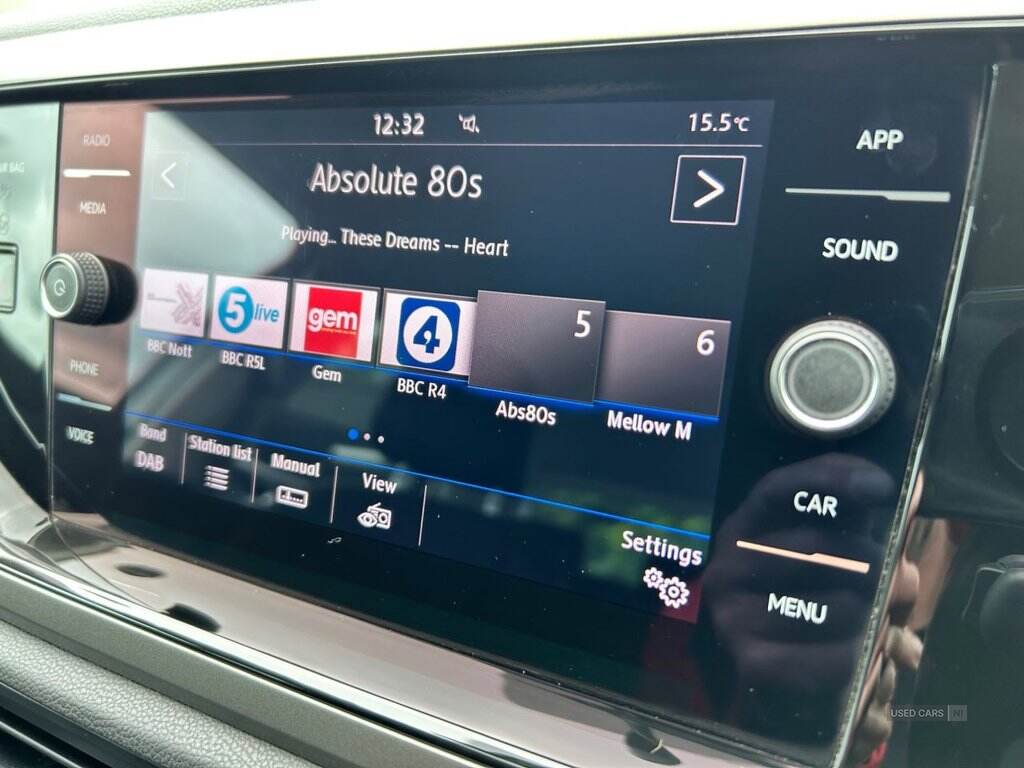 12:32
15.5°C
APP
RADIO
Absolute 80s
MEDIA
Playing... These Dreams -- Heart
SOUND
5 live
gem
4
5
6
BBC Nott
BBC R5L
Gem
BBC R4
Abs80s
Mellow M
PHONE
VOICE
Band
DAB
Station list
Manual
View
Settings
CAR
MENU
USED CARS NI